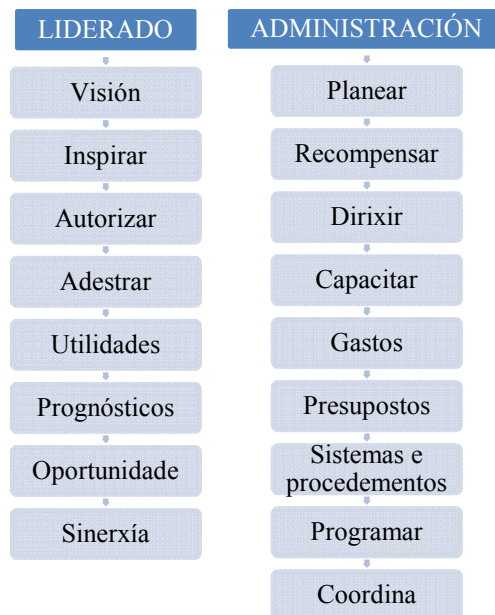 LIDERADO
Visión
Inspirar
Autorizar
Adestrar
Utilidades
Prognósticos
Oportunidade
Sinerxía
ADMINISTRACIÓN
Planear
Recompensar
Dirixir
Capacitar
Gastos
Presupostos
Sistemas e
procedementos
Programar
Coordina